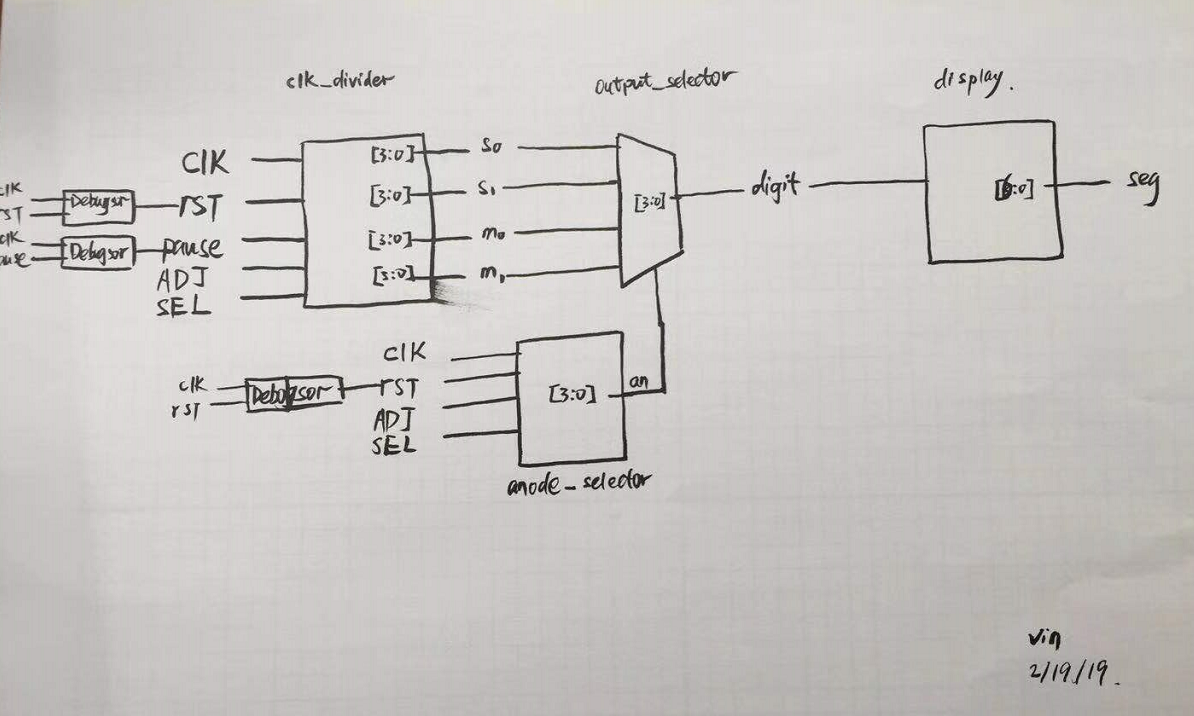 clk_divider
output_selector
display.
[3:0]
s0
ClK
[3:0]
s1
clk
rST
[3:0]
digit
[6:0]
seg
[3:0]
m0
pause
ADJ
[3:0]
m1
SEL
ClK
clk
rST
[3:0]
an
rST
ADJ
SEL
anode_selector
vin
2/19/19.